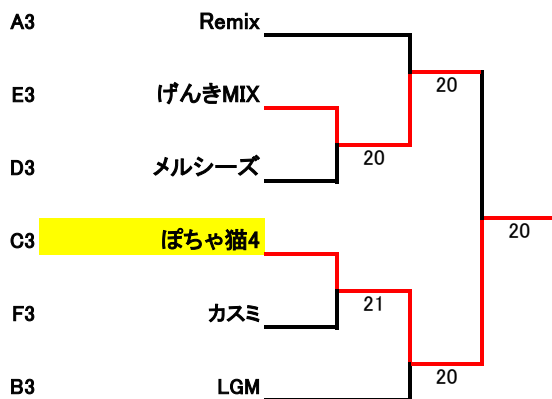 A3 Remix
20
E3 げんきMIX
20
D3 メルシーズ
20
C3 ぽちゃ猫4
21
F3 カスミ
20
B3 LGM